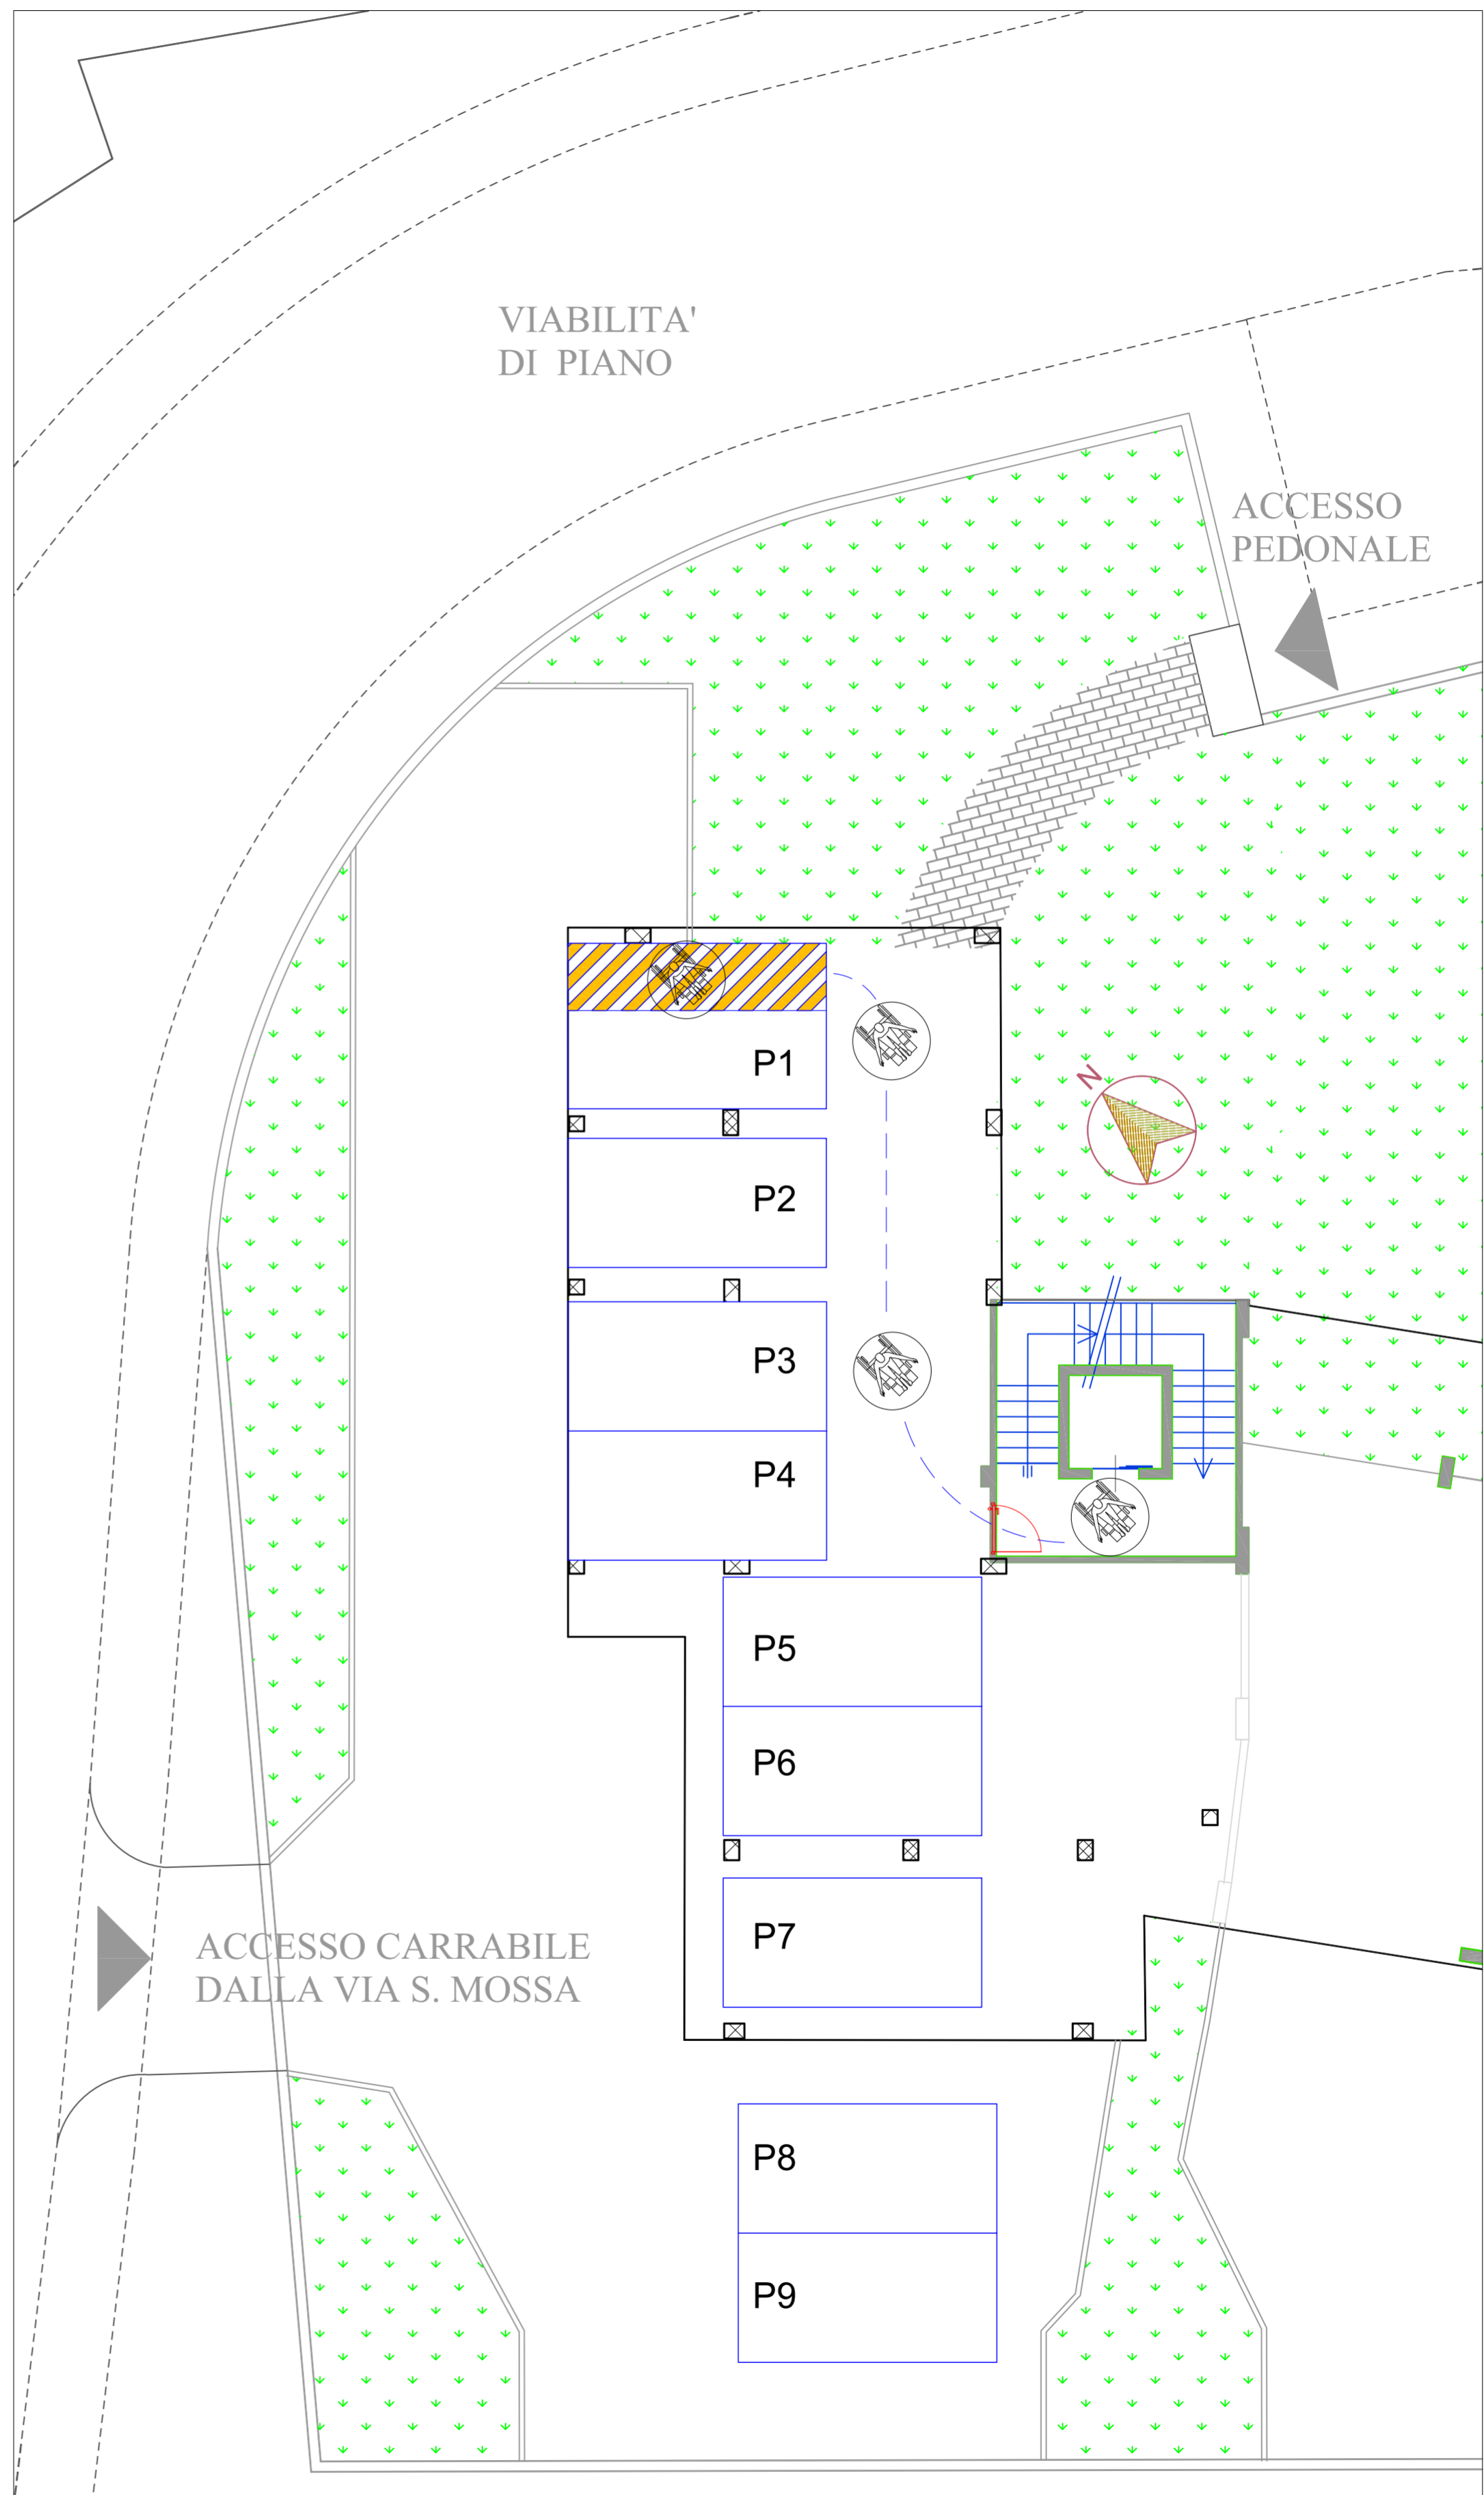 VIABILITA'
DI PIANO
ACCESSO
PEDONALE
P1
N
P2
P3
P4
P5
P6
P7
ACCESSO CARRABILE
DALLA VIA S. MOSSA
P8
P9